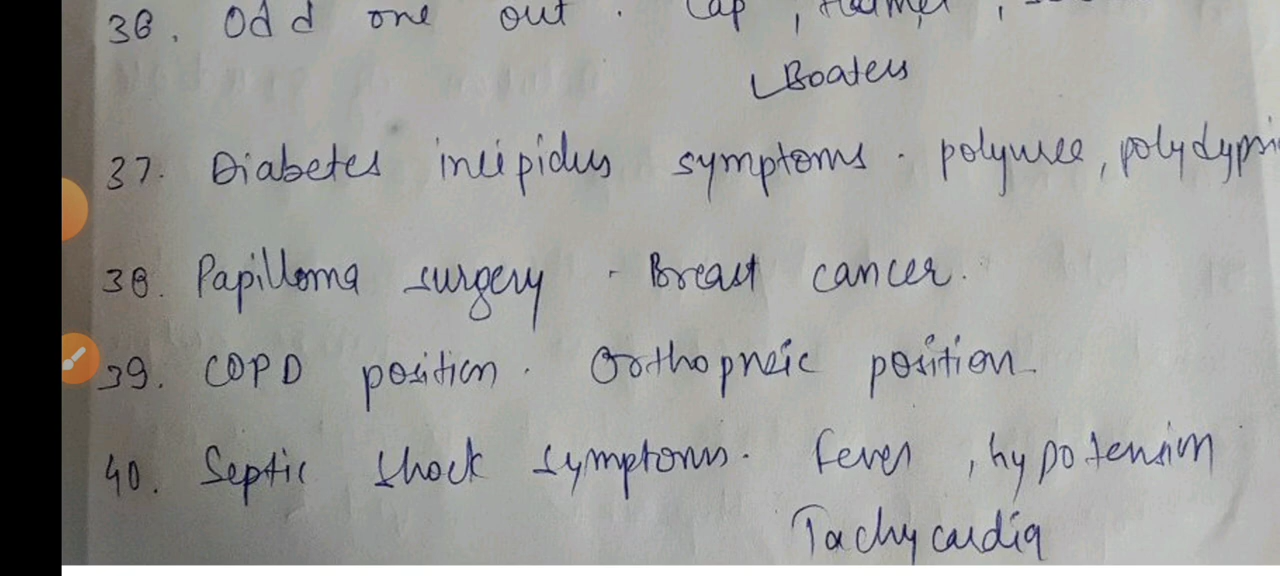 36. Odd one out. Cap,
Boaters
37. Diabetes incipidus symptoms. polyuree, polydypsi
38. Papilloma surgery - Breast cancer.
39. COPD position. Orthopneic position
40. Septic shock symptoms. Fever, hypotension
Tachycardia